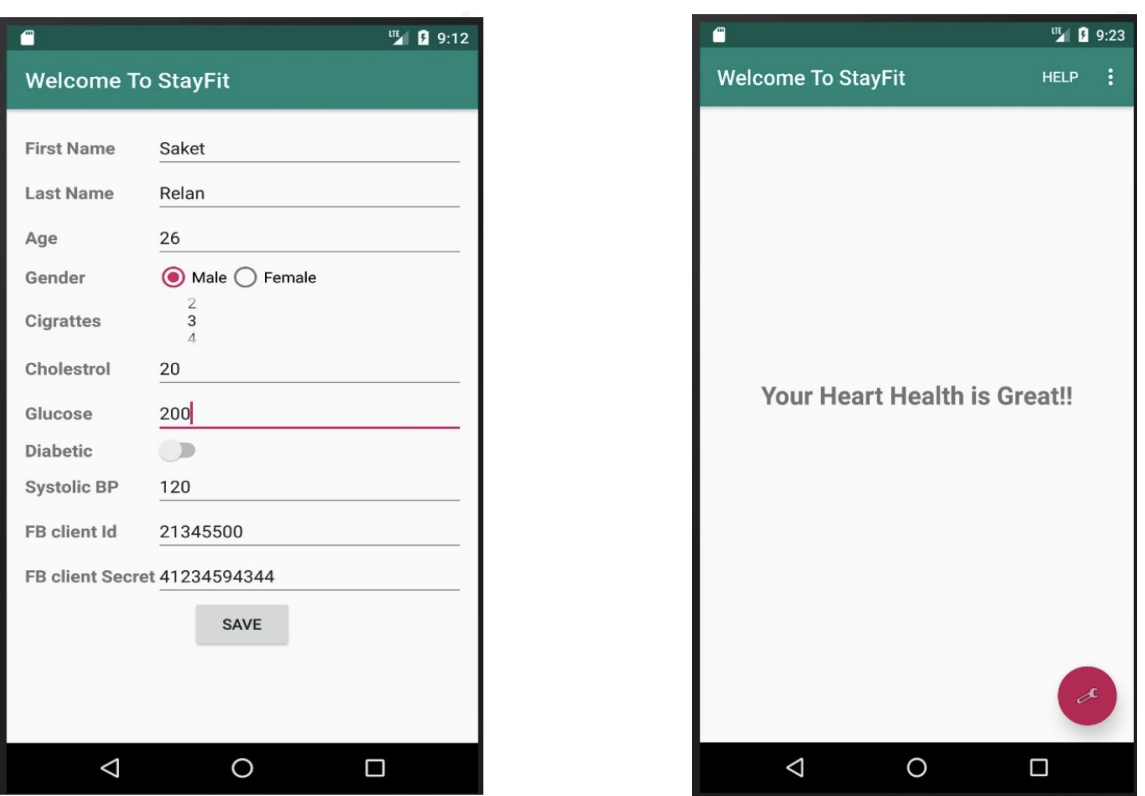 LTE 9:12
Welcome To StayFit
First Name Saket
Last Name Relan
Age 26
Gender Male Female
2
Cigrattes 3
4
Cholestrol 20
Glucose 200
Diabetic
Systolic BP 120
FB client Id 21345500
FB client Secret 41234594344
SAVE
LTE 9:23
Welcome To StayFit HELP
Your Heart Health is Great!!